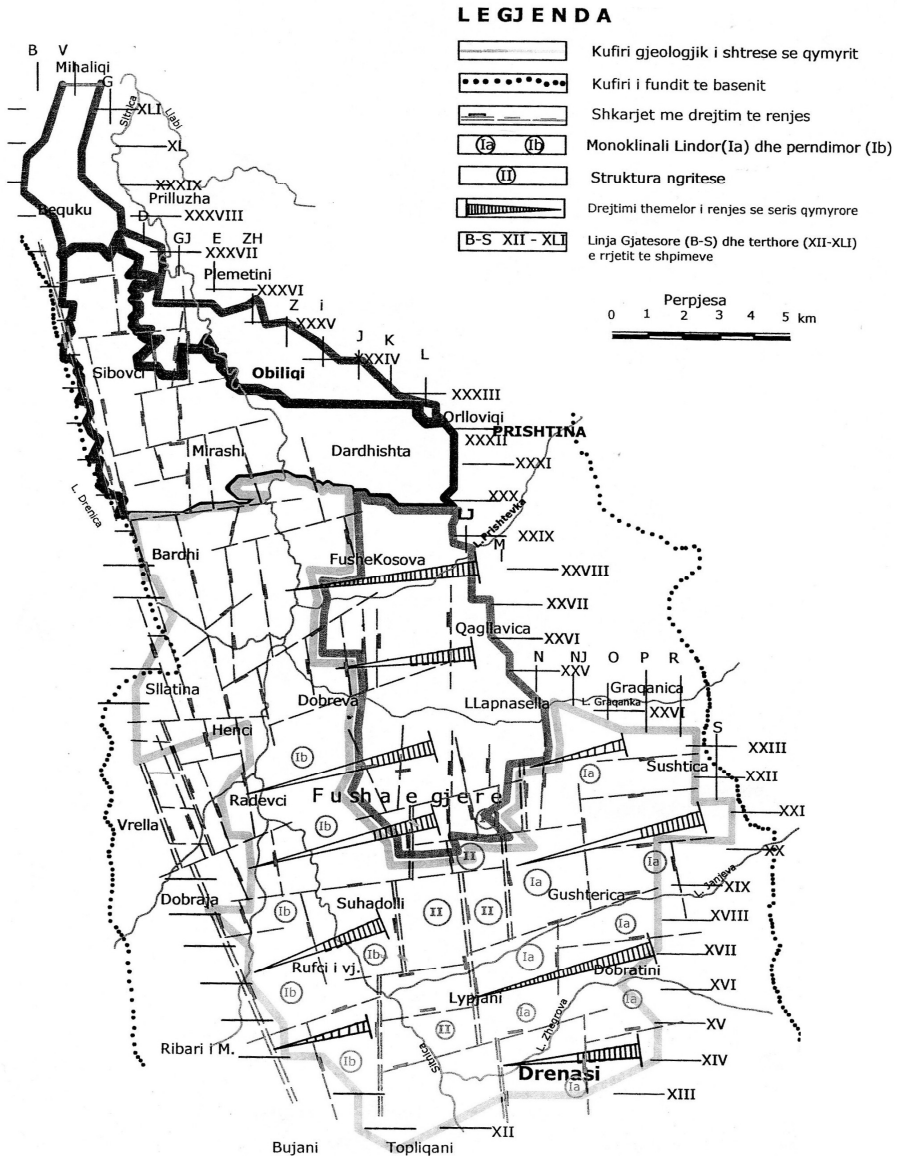 LEGJENDA
Kufiri gjeologjik i shtrese se qymyrit
Kufiri i fundit te basenit
Shkarjet me drejtim te renjes
Ia Ib Monoklinali Lindor(Ia) dhe perndimor (Ib)
II Struktura ngritese
Drejtimi themelor i renjes se seris qymyrore
B-S XII - XLI Linja Gjatesore (B-S) dhe terthore (XII-XLI)
e rrjetit te shpimeve
Perpjesa
0 1 2 3 4 5 km
B V
Mihaliqi
G
XLI
Sitnica
Llabi
XL
XXXIX
Prilluzha
Bequku
D
XXXVIII
GJ E ZH
XXXVII
Plemetini
XXXVI
Z i
XXXV
J K
XXXIV
L
Sibovci
Obiliqi
XXXIII
Orlloviqi
PRISHTINA
XXXII
Mirashi
Dardhishta
XXXI
L. Drenica
XXX
LJ
L.Prishtevka
XXIX
M
Bardhi
FusheKosova
XXVIII
XXVII
Qagllavica
XXVI
N NJ O P R
XXV
Sllatina
Dobreva
LLapnasella
L. Graqanka
Graqanica
XXVI
S
Henci
Ib
XXIII
Ia
Sushtica
XXII
Radevci
Fusha e gjere
Vrella
Ib
XXI
II
XX
Ia
Ia
L. Janjeva
Dobraja
Suhadolli
Gushterica
XIX
Ib
II
II
Ia
XVIII
Ib
Ia
XVII
Rufci i vj.
Dobratini
Ib
Lypjani
XVI
Ia
Ia
II
XV
L. Zhegrova
Ribari i M.
Ib
Sitnica
XIV
Drenasi
Ia
XIII
XII
Bujani
Topliqani